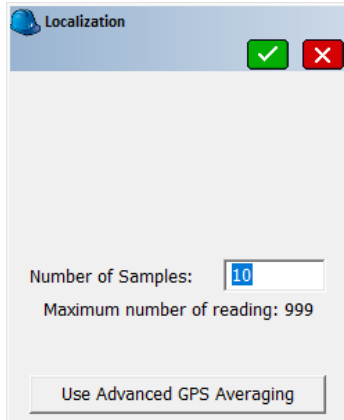 Localization
Number of Samples: 10
Maximum number of reading: 999
Use Advanced GPS Averaging